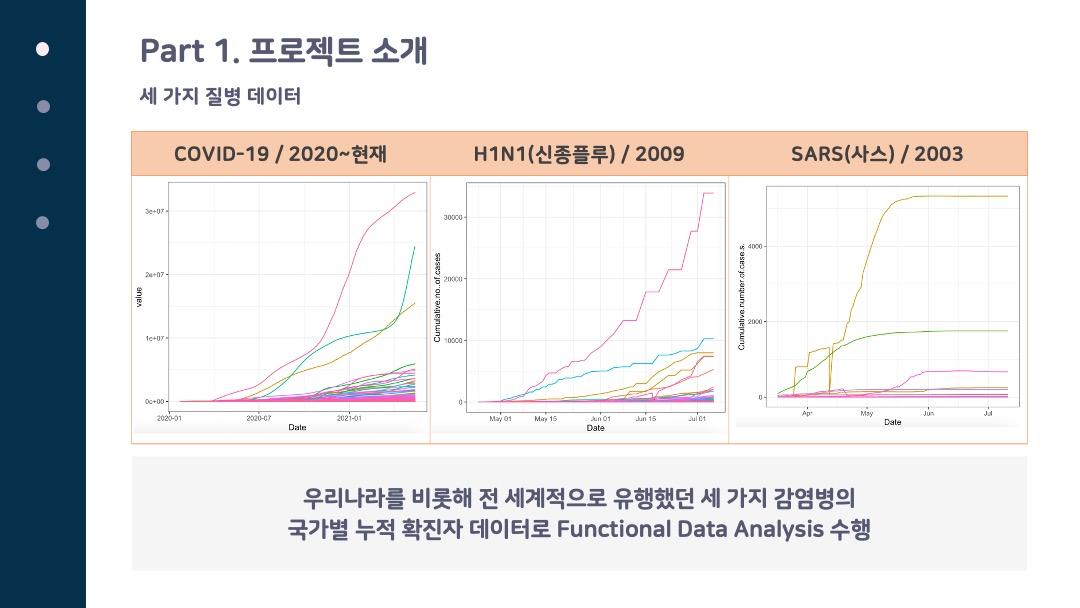 Part 1. 프로젝트 소개
세 가지 질병 데이터
COVID-19 / 2020~현재
H1N1(신종플루) / 2009
SARS(사스) / 2003
3e+07
2e+07
1e+07
0e+00
value
2020-01
2020-07
2021-01
Date
30000
20000
10000
0
Cumulative.no..of.cases
May 01
May 15
Jun 01
Jun 15
Jul 01
Date
4000
2000
0
Cumulative.number.of.case.s.
Apr
May
Jun
Jul
Date
우리나라를 비롯해 전 세계적으로 유행했던 세 가지 감염병의
국가별 누적 확진자 데이터로 Functional Data Analysis 수행